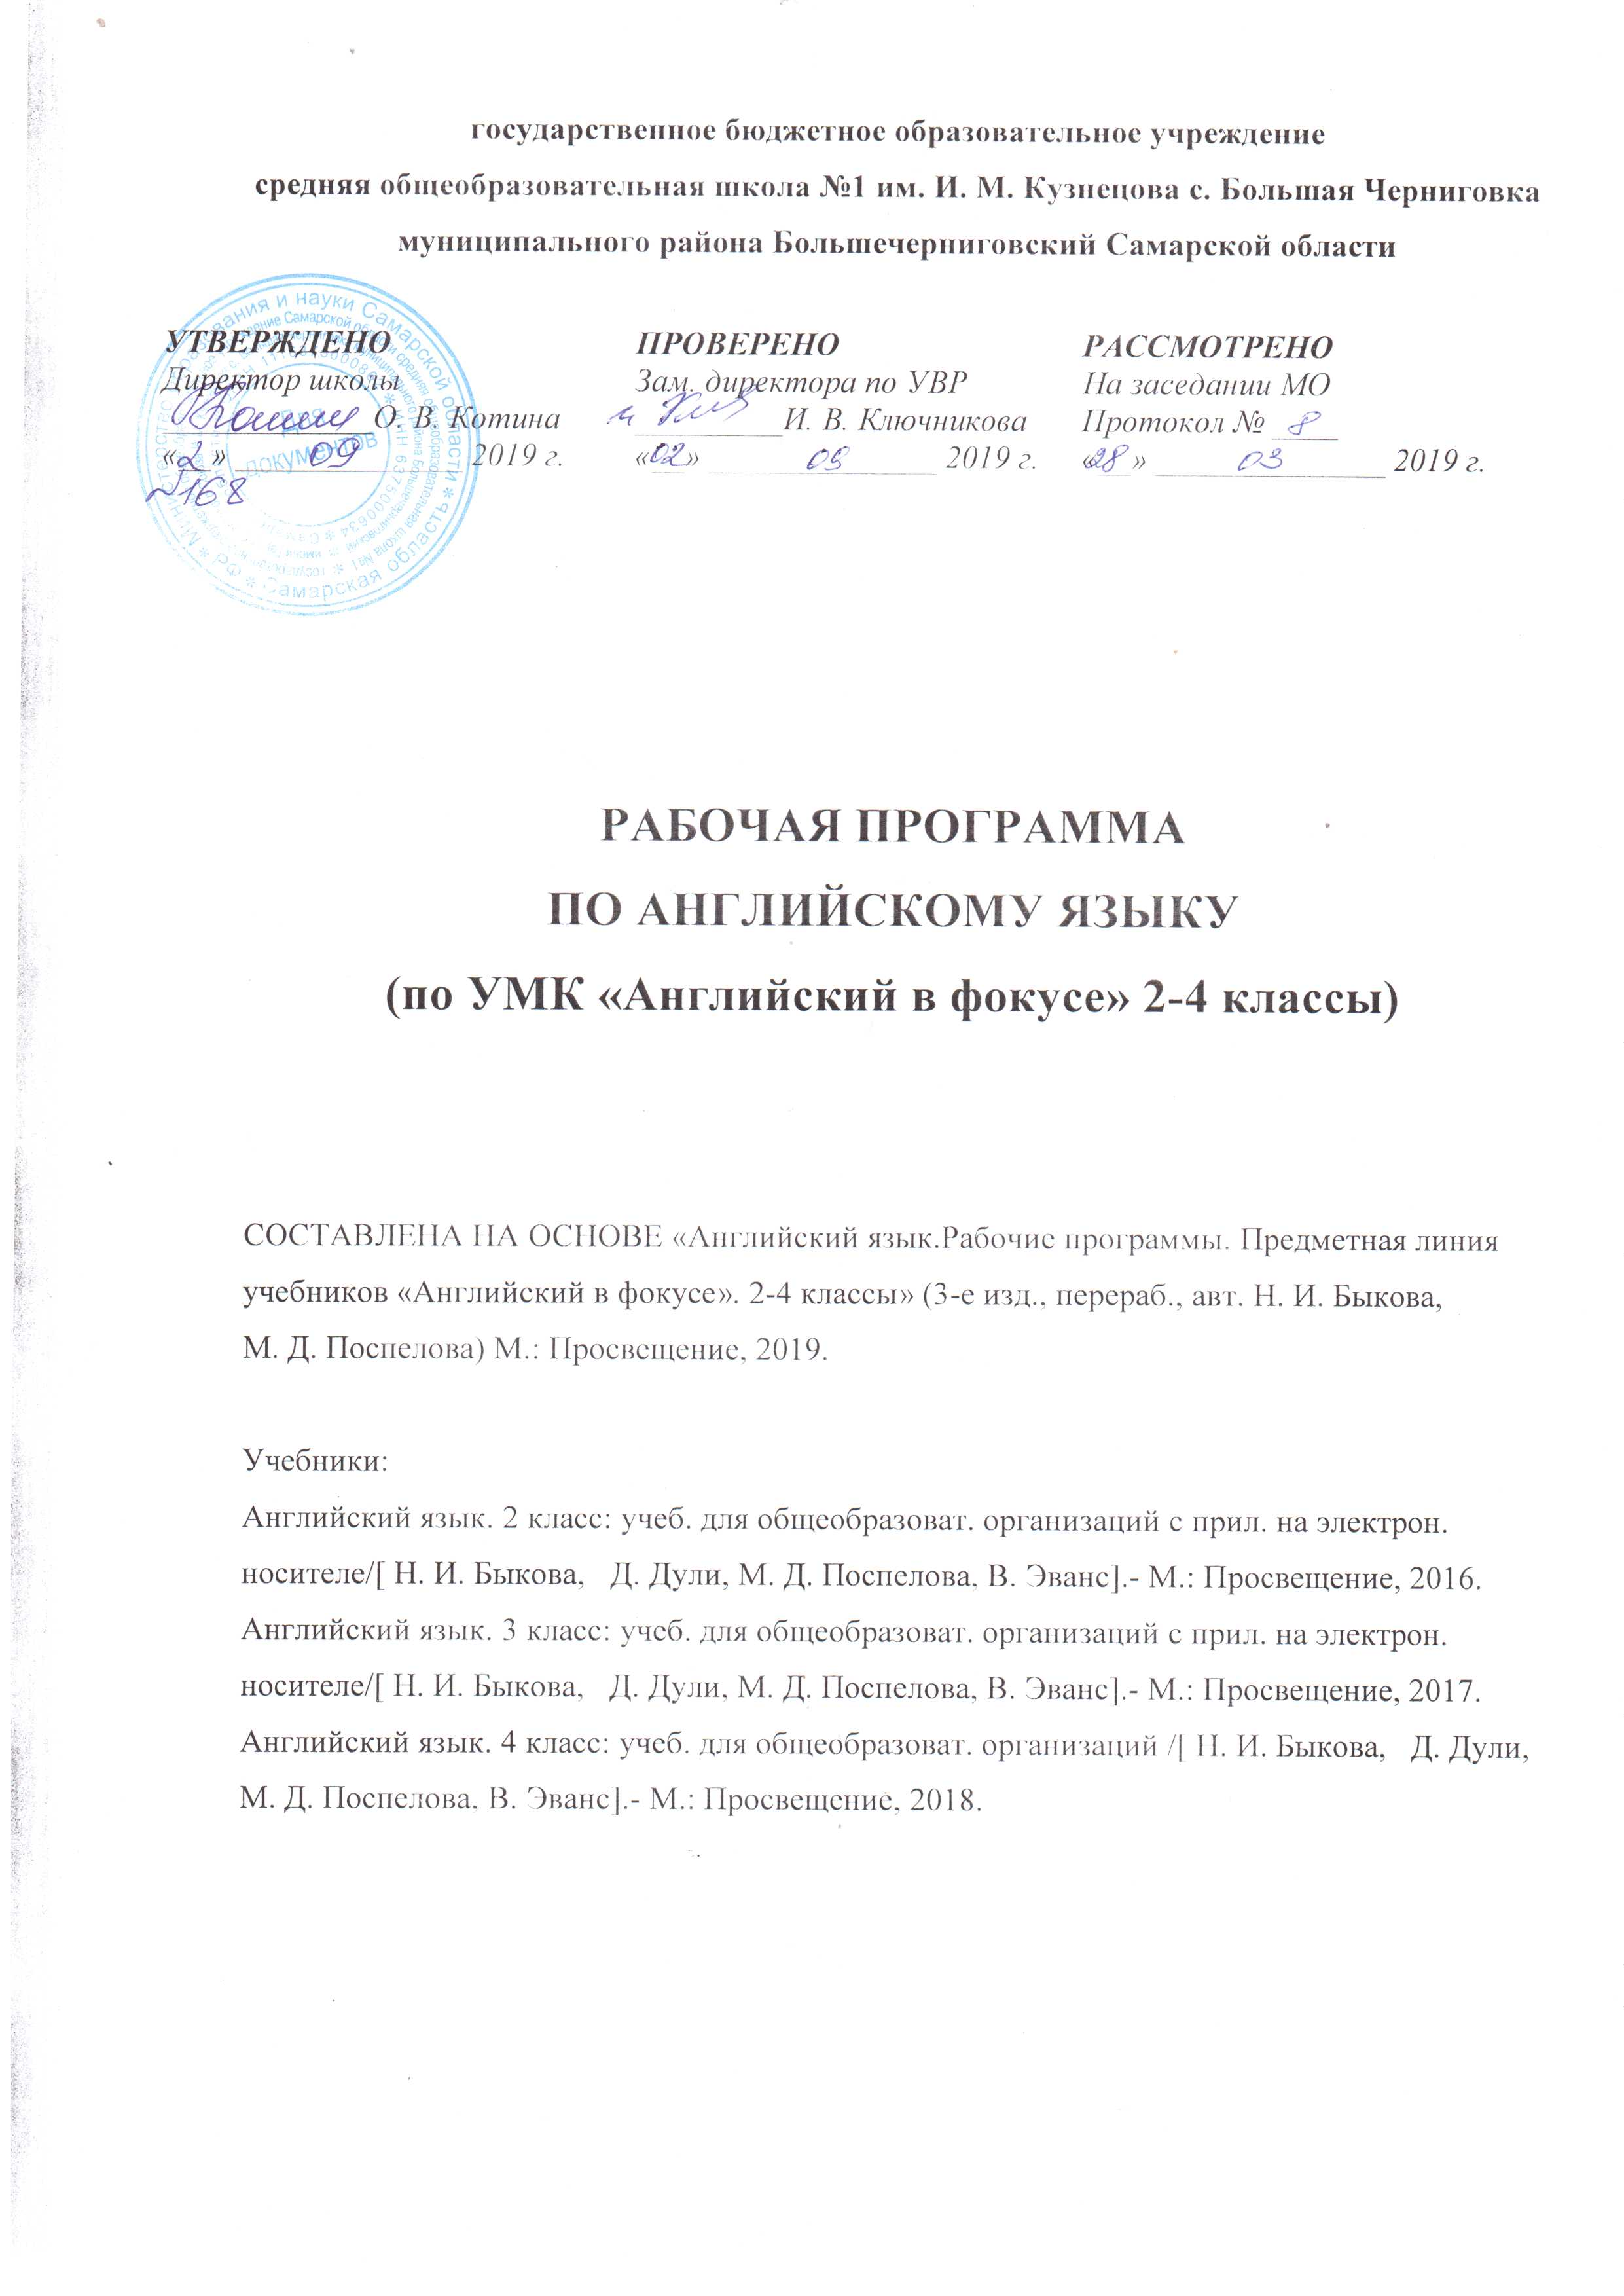 государственное бюджетное образовательное учреждение
средняя общеобразовательная школа №1 им. И. М. Кузнецова с. Большая Черниговка
муниципального района Большечерниговский Самарской области
УТВЕРЖДЕНО
Директор школы
О. В. Котина
«2» 09 2019 г.
№168
ПРОВЕРЕНО
Зам. директора по УВР
И. В. Ключникова
«02» 09 2019 г.
РАССМОТРЕНО
На заседании МО
Протокол № 8
«28» 03 2019 г.
для документов
РАБОЧАЯ ПРОГРАММА
ПО АНГЛИЙСКОМУ ЯЗЫКУ
(по УМК «Английский в фокусе» 2-4 классы)
СОСТАВЛЕНА НА ОСНОВЕ «Английский язык.Рабочие программы. Предметная линия
учебников «Английский в фокусе». 2-4 классы» (3-е изд., перераб., авт. Н. И. Быкова,
М. Д. Поспелова) М.: Просвещение, 2019.
Учебники:
Английский язык. 2 класс: учеб. для общеобразоват. организаций с прил. на электрон.
носителе/[ Н. И. Быкова, Д. Дули, М. Д. Поспелова, В. Эванс].- М.: Просвещение, 2016.
Английский язык. 3 класс: учеб. для общеобразоват. организаций с прил. на электрон.
носителе/[ Н. И. Быкова, Д. Дули, М. Д. Поспелова, В. Эванс].- М.: Просвещение, 2017.
Английский язык. 4 класс: учеб. для общеобразоват. организаций /[ Н. И. Быкова, Д. Дули,
М. Д. Поспелова, В. Эванс].- М.: Просвещение, 2018.